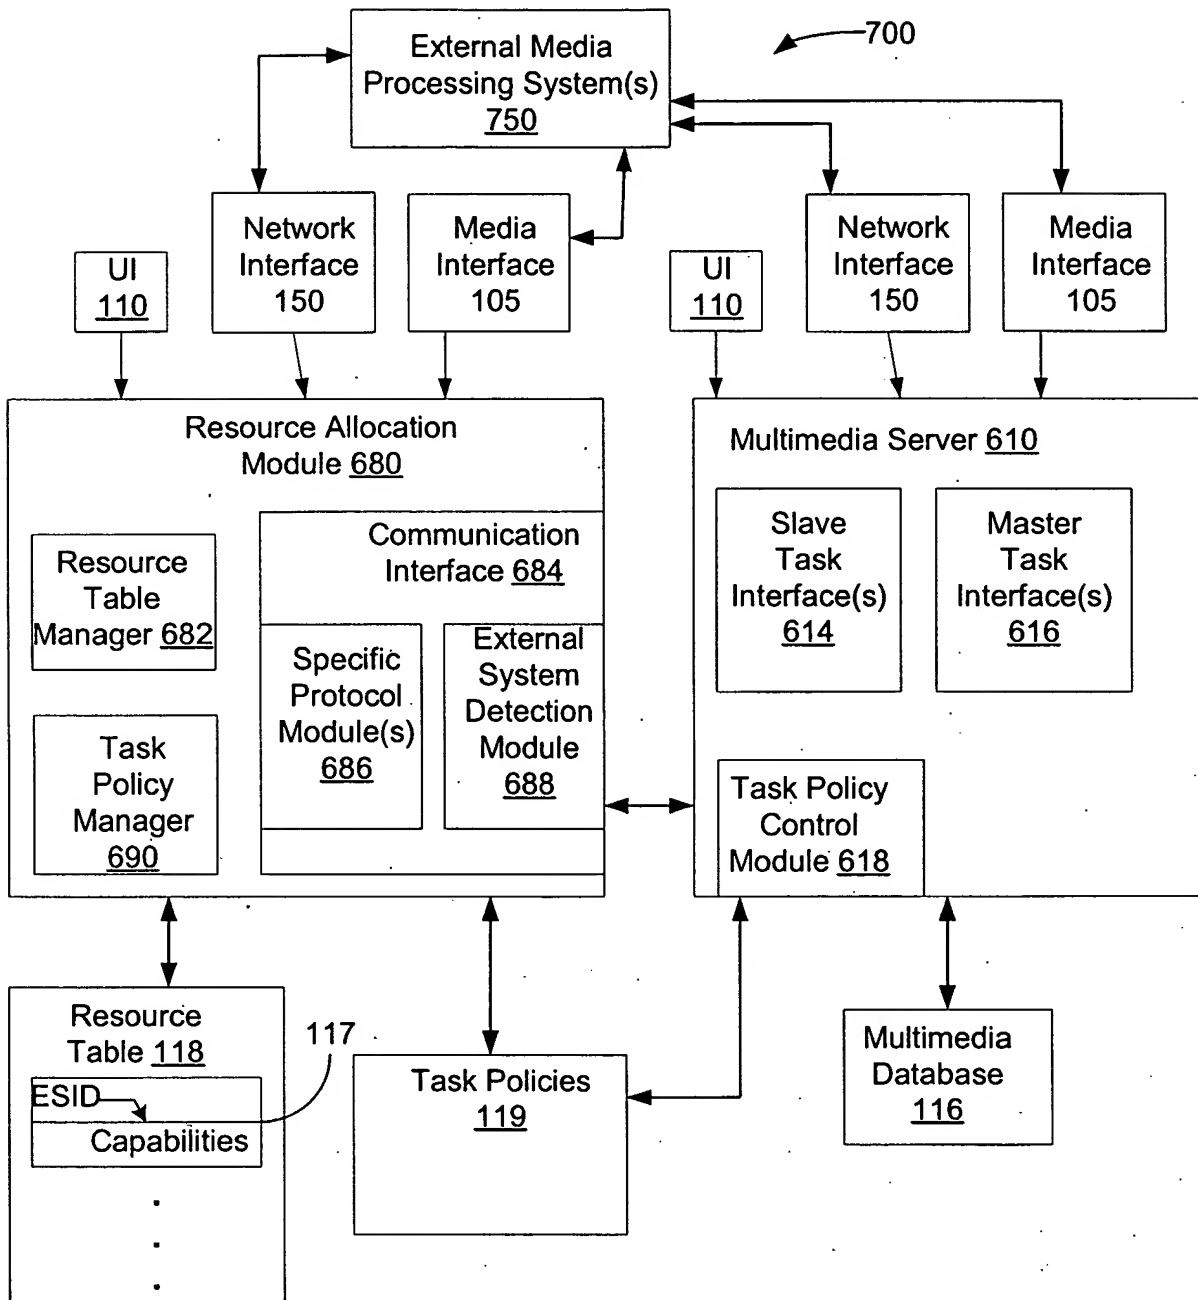 External Media
Processing System(s)
750
700
Network
Interface
150
Media
Interface
105
UI
110
Network
Interface
150
Media
Interface
105
UI
110
Resource Allocation
Module 680
Resource
Table
Manager 682
Communication
Interface 684
Specific
Protocol
Module(s)
686
External
System
Detection
Module
688
Task
Policy
Manager
690
Multimedia Server 610
Slave
Task
Interface(s)
614
Master
Task
Interface(s)
616
Task Policy
Control
Module 618
Resource
Table 118
117
ESID
Capabilities
Task Policies
119
Multimedia
Database
116